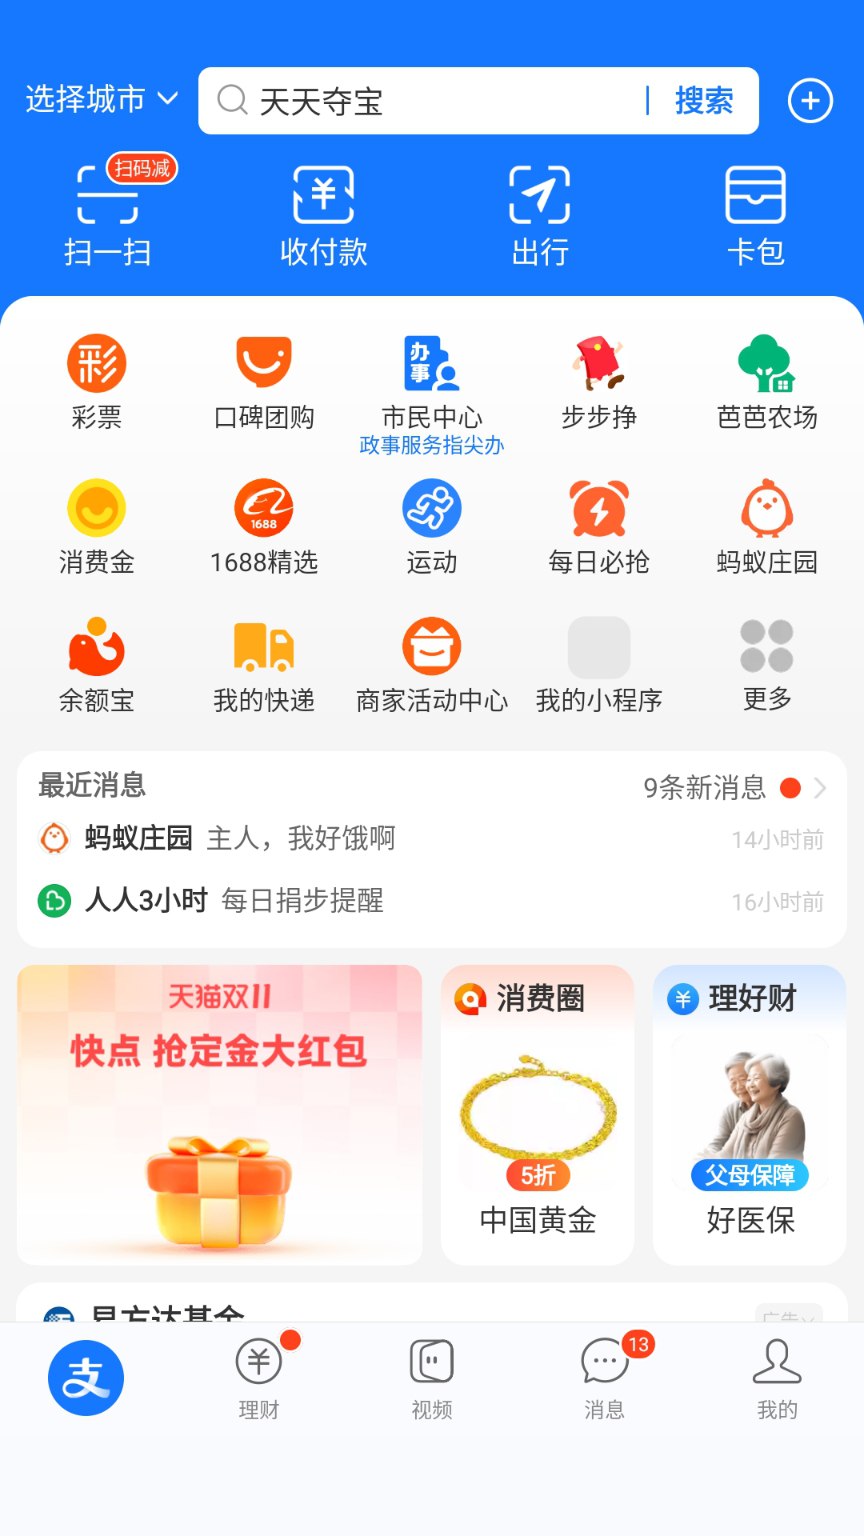 选择城市
天天夺宝
搜索
扫码减
扫一扫
收付款
出行
卡包
彩
办事
彩票
口碑团购
市民中心
步步挣
芭芭农场
政事服务指尖办
1688
消费金
1688精选
运动
每日必抢
蚂蚁庄园
余额宝
我的快递
商家活动中心
我的小程序
更多
最近消息
9条新消息
蚂蚁庄园 主人，我好饿啊
14小时前
人人3小时 每日捐步提醒
16小时前
天猫双11
快点 抢定金大红包
消费圈
5折
中国黄金
理好财
父母保障
好医保
易方达基金
广告
支
13
理财
视频
消息
我的